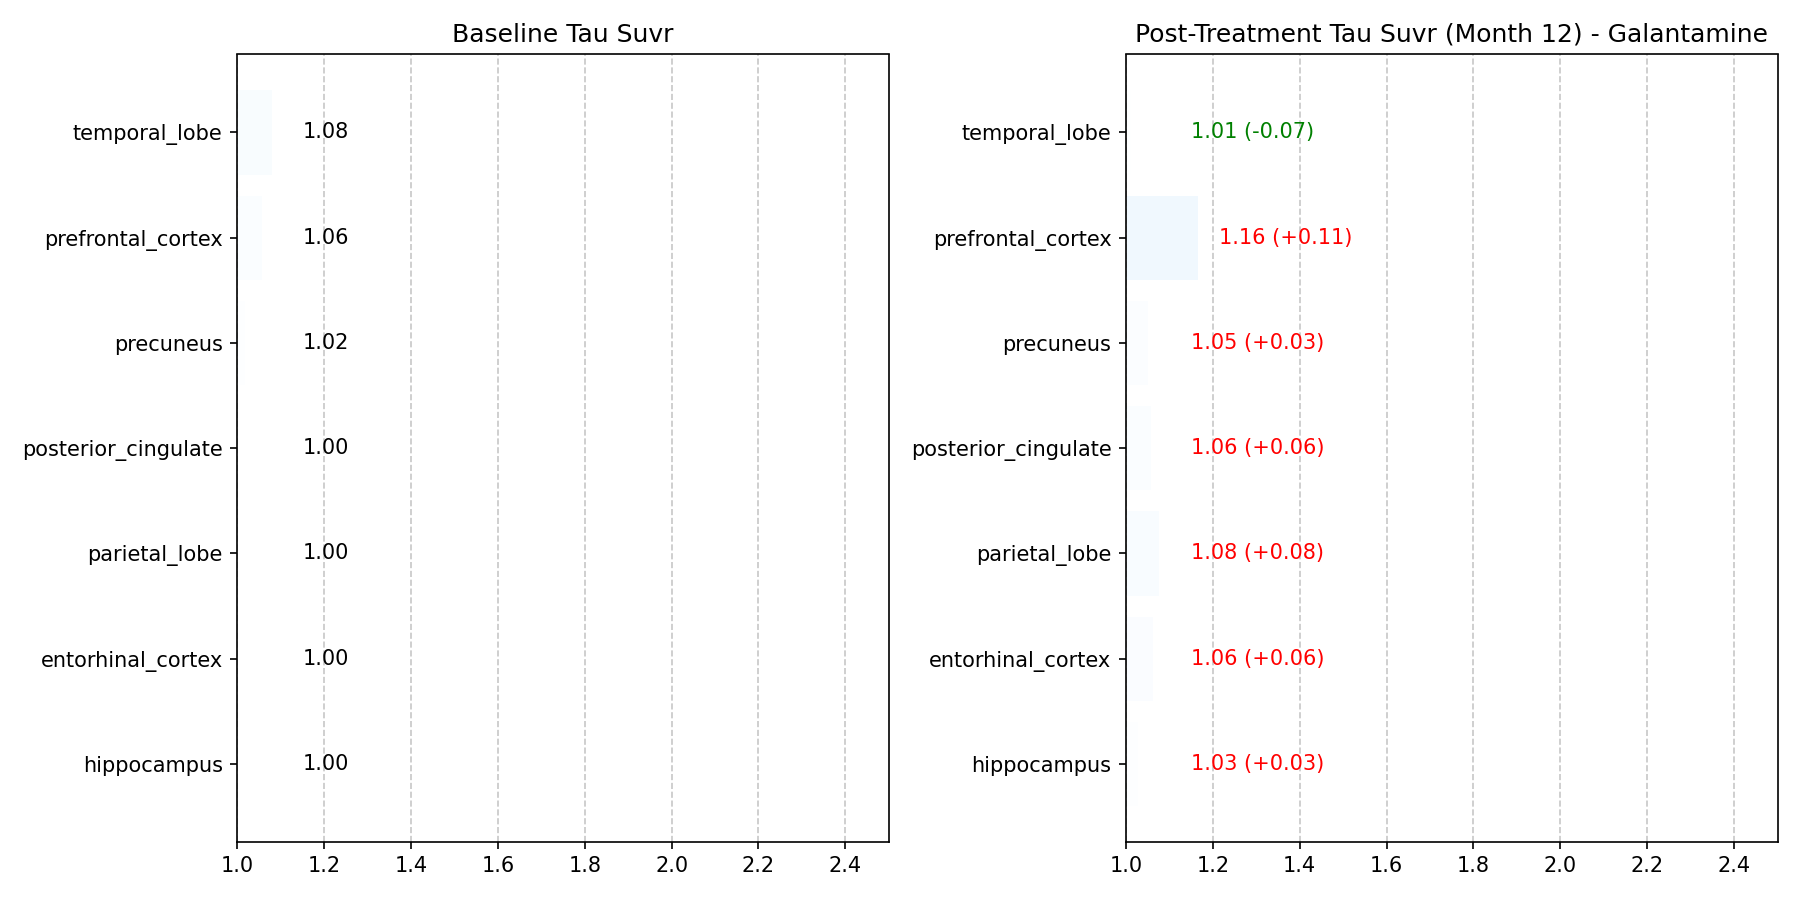 Baseline Tau Suvr
temporal_lobe
1.08
prefrontal_cortex
1.06
precuneus
1.02
posterior_cingulate
1.00
parietal_lobe
1.00
entorhinal_cortex
1.00
hippocampus
1.00
1.0 1.2 1.4 1.6 1.8 2.0 2.2 2.4
Post-Treatment Tau Suvr (Month 12) - Galantamine
temporal_lobe
1.01 (-0.07)
prefrontal_cortex
1.16 (+0.11)
precuneus
1.05 (+0.03)
posterior_cingulate
1.06 (+0.06)
parietal_lobe
1.08 (+0.08)
entorhinal_cortex
1.06 (+0.06)
hippocampus
1.03 (+0.03)
1.0 1.2 1.4 1.6 1.8 2.0 2.2 2.4